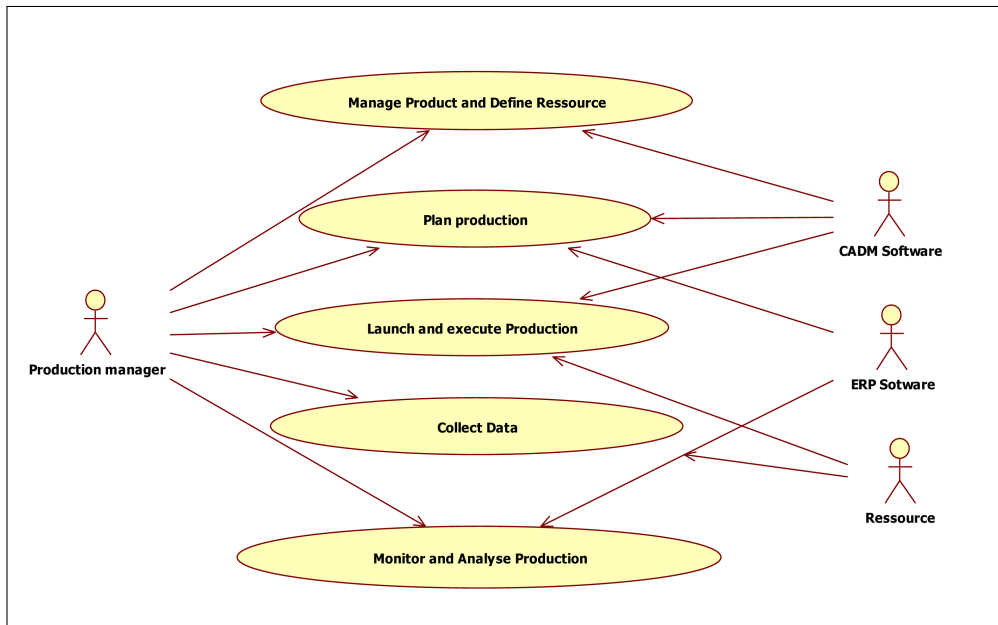 Manage Product and Define Ressource
Plan production
CADM Software
Launch and execute Production
Production manager
ERP Sotware
Collect Data
Ressource
Monitor and Analyse Production